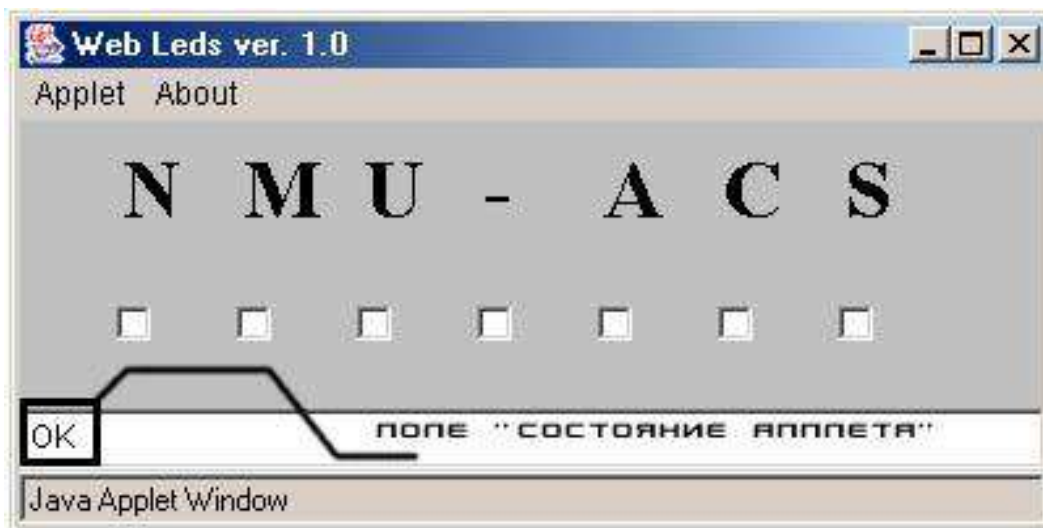 Web Leds ver. 1.0
Applet About
N M U - A C S
OK
ПОЛЕ "СОСТОЯНИЕ АППЛЕТА"
Java Applet Window